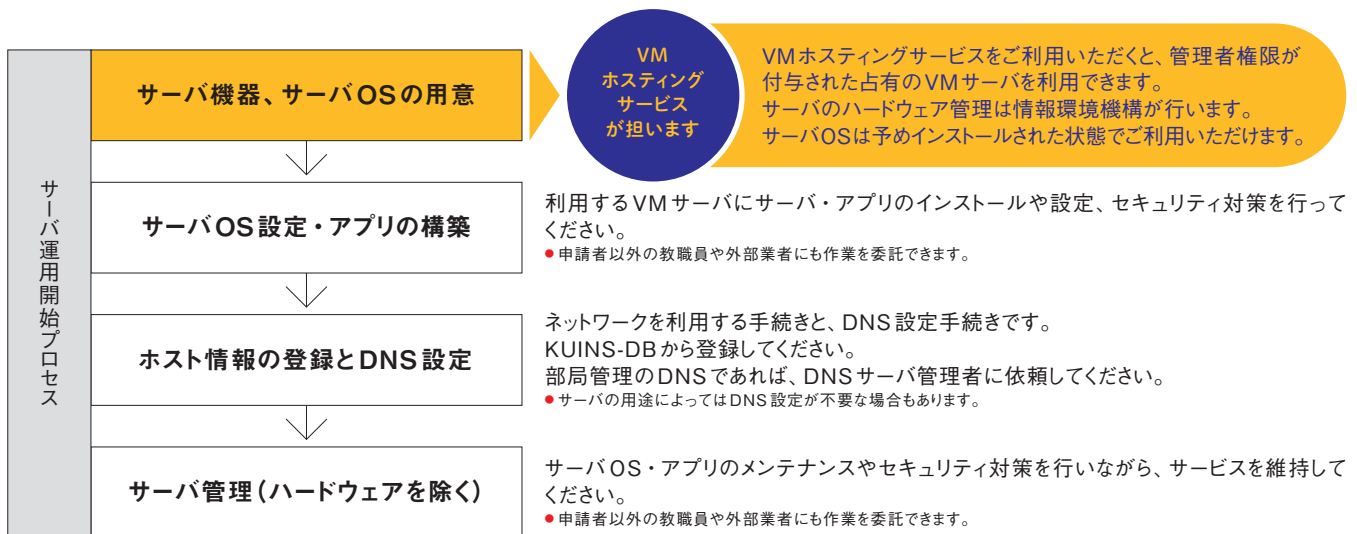 サーバ運用開始プロセス
サーバ機器、サーバOSの用意
VM
ホスティング
サービス
が担います
VMホスティングサービスをご利用いただくと、管理者権限が
付与された占有のVMサーバを利用できます。
サーバのハードウェア管理は情報環境機構が行います。
サーバOSは予めインストールされた状態でご利用いただけます。
サーバOS設定・アプリの構築
利用するVMサーバにサーバ・アプリのインストールや設定、セキュリティ対策を行って
ください。
●申請者以外の教職員や外部業者にも作業を委託できます。
ホスト情報の登録とDNS設定
ネットワークを利用する手続きと、DNS設定手続きです。
KUINS-DBから登録してください。
部局管理のDNSであれば、DNSサーバ管理者に依頼してください。
●サーバの用途によってはDNS設定が不要な場合もあります。
サーバ管理(ハードウェアを除く)
サーバOS・アプリのメンテナンスやセキュリティ対策を行いながら、サービスを維持して
ください。
●申請者以外の教職員や外部業者にも作業を委託できます。